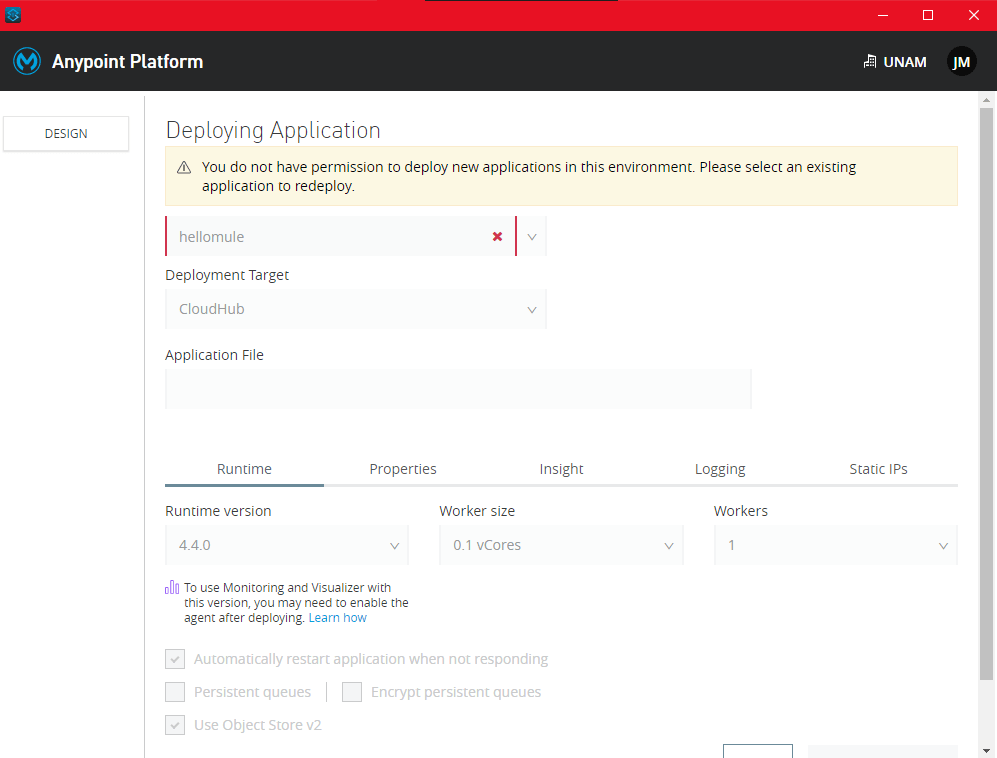 Anypoint Platform
UNAM
JM
DESIGN
Deploying Application
You do not have permission to deploy new applications in this environment. Please select an existing
application to redeploy.
hellomule
Deployment Target
CloudHub
Application File
Runtime Properties Insight Logging Static IPs
Runtime version Worker size Workers
4.4.0 0.1 vCores 1
To use Monitoring and Visualizer with
this version, you may need to enable the
agent after deploying. Learn how
Automatically restart application when not responding
Persistent queues Encrypt persistent queues
Use Object Store v2